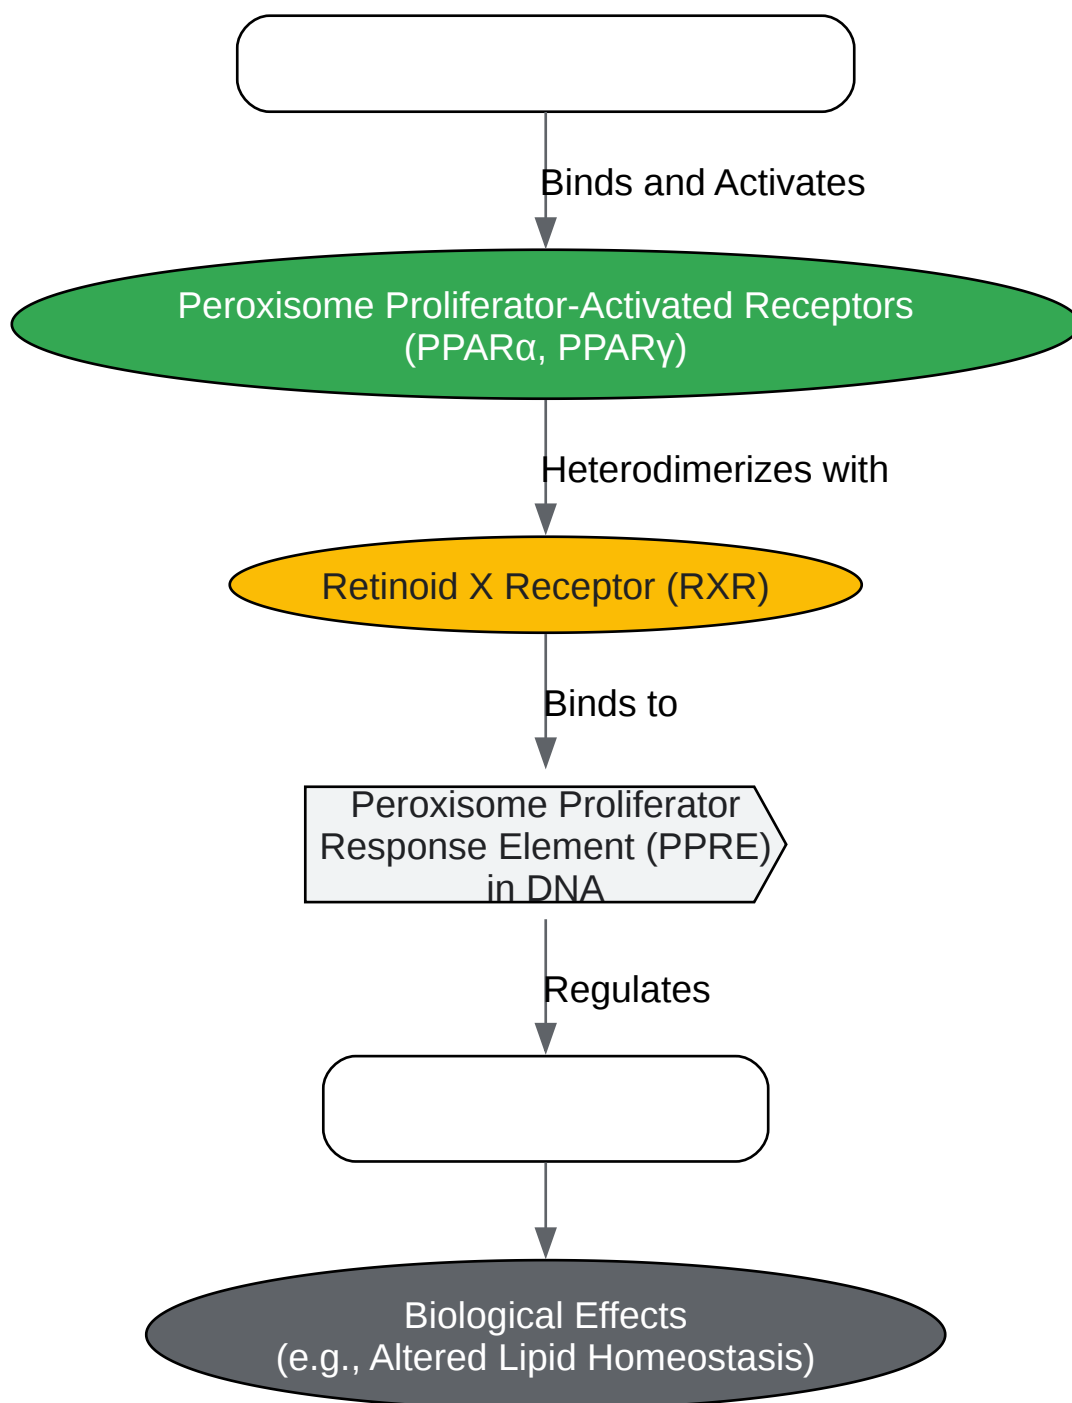 Binds and Activates
Peroxisome Proliferator-Activated Receptors
(PPARα, PPARγ)
Heterodimerizes with
Retinoid X Receptor (RXR)
Binds to
Peroxisome Proliferator
Response Element (PPRE)
in DNA
Regulates
Biological Effects
(e.g., Altered Lipid Homeostasis)